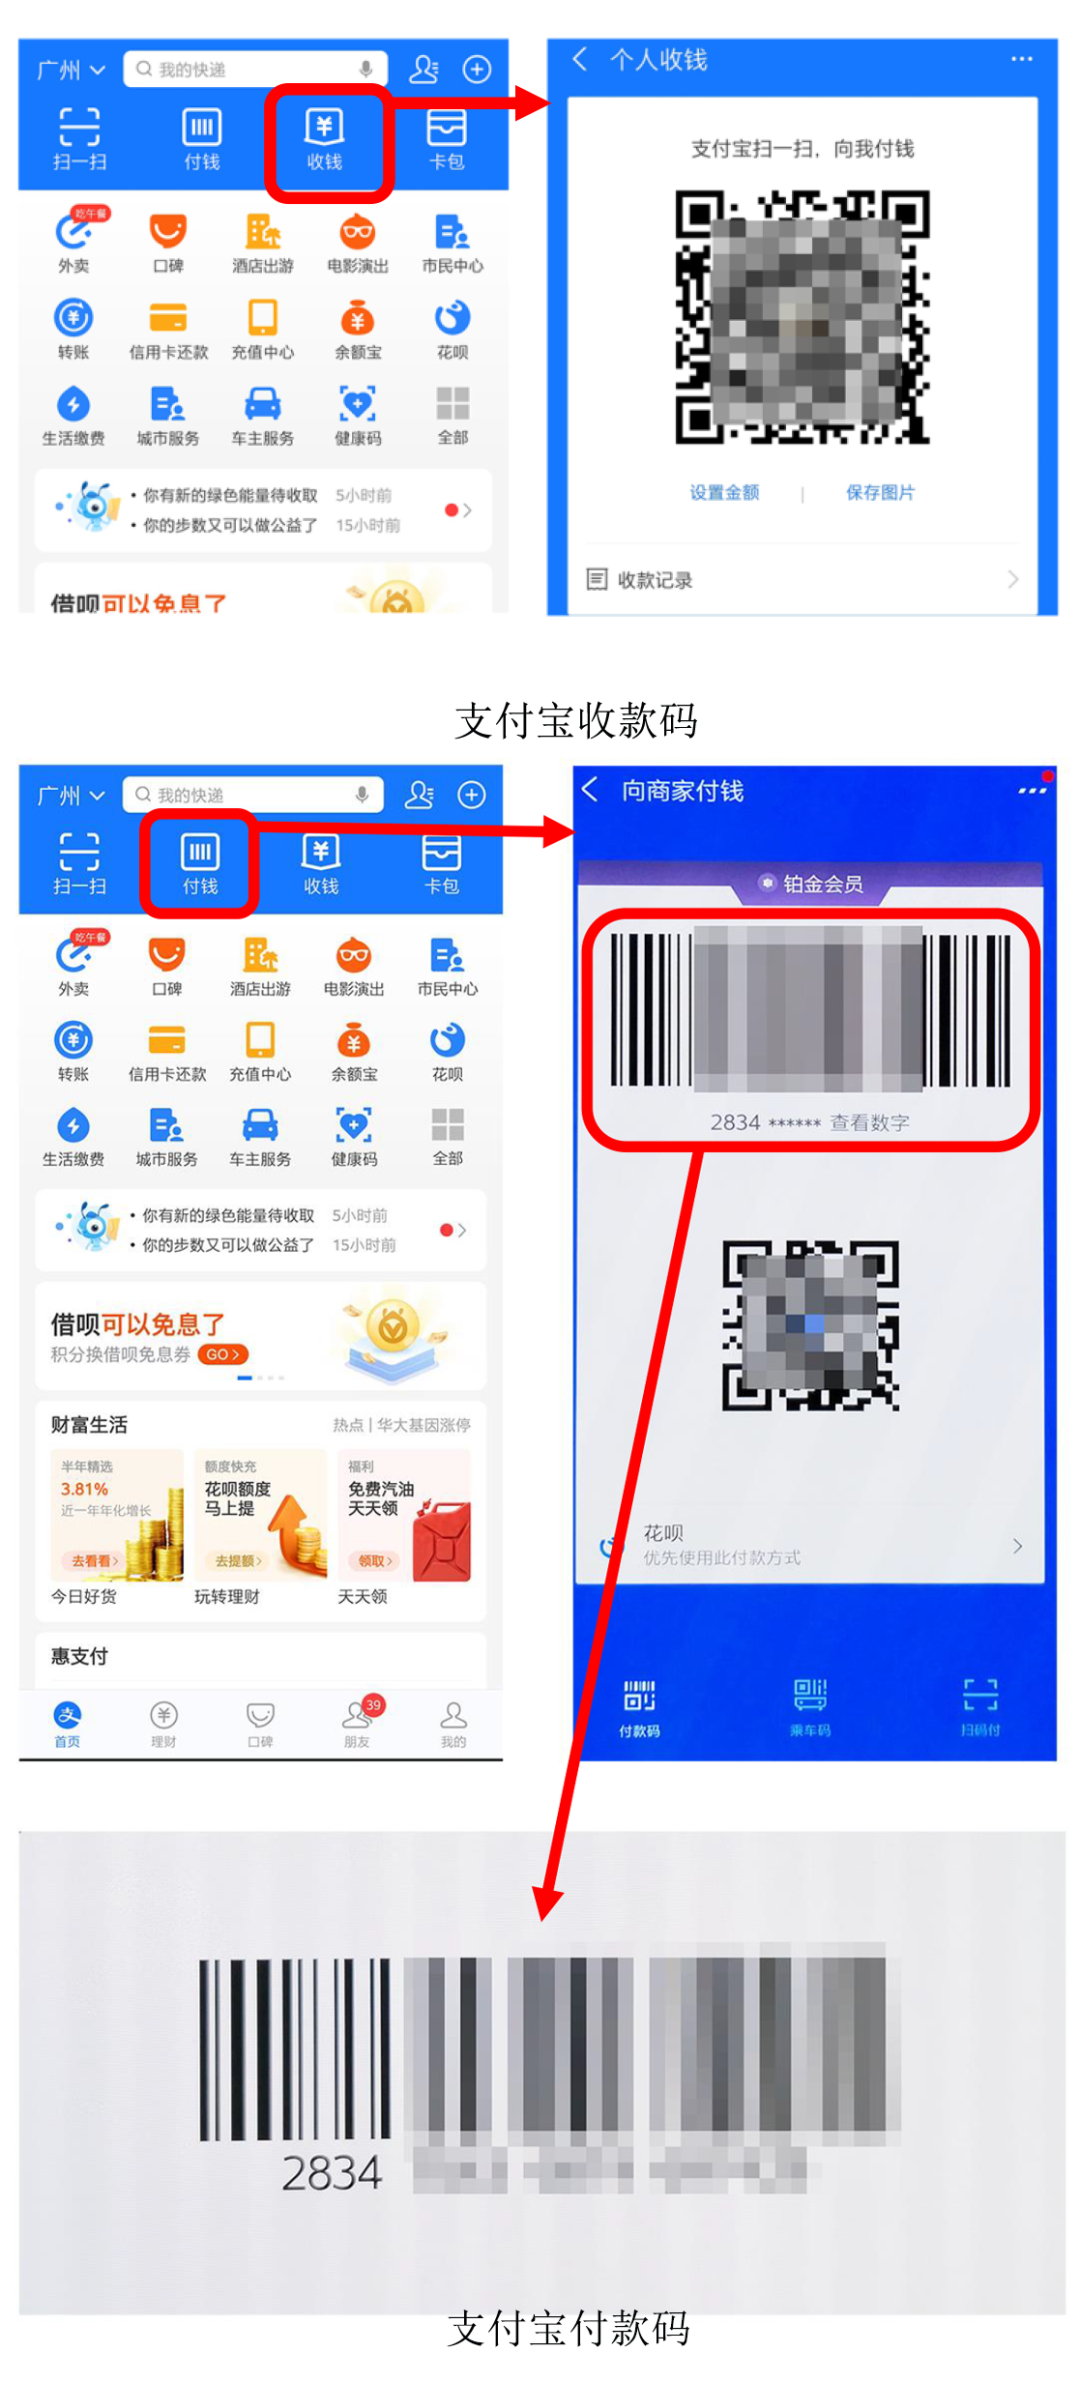 广州
我的快递
扫一扫
付钱
收钱
卡包
吃午餐
外卖
口碑
酒店出游
电影演出
市民中心
转账
信用卡还款
充值中心
余额宝
花呗
生活缴费
城市服务
车主服务
健康码
全部
• 你有新的绿色能量待收取 5小时前
• 你的步数又可以做公益了 15小时前
借呗可以免息了
个人收钱
支付宝扫一扫，向我付钱
设置金额 | 保存图片
收款记录
支付宝收款码
广州
我的快递
扫一扫
付钱
收钱
卡包
吃午餐
外卖
口碑
酒店出游
电影演出
市民中心
转账
信用卡还款
充值中心
余额宝
花呗
生活缴费
城市服务
车主服务
健康码
全部
• 你有新的绿色能量待收取 5小时前
• 你的步数又可以做公益了 15小时前
借呗可以免息了
积分换借呗免息券 GO >
财富生活
热点 | 华大基因涨停
半年精选
3.81%
近一年年化增长
去看看>
今日好货
额度快充
花呗额度
马上提
去提额>
玩转理财
福利
免费汽油
天天领
领取>
天天领
惠支付
首页
理财
口碑
39
朋友
我的
向商家付钱
铂金会员
2834 ****** 查看数字
花呗
优先使用此付款方式
付款码
乘车码
扫码付
2834
支付宝付款码